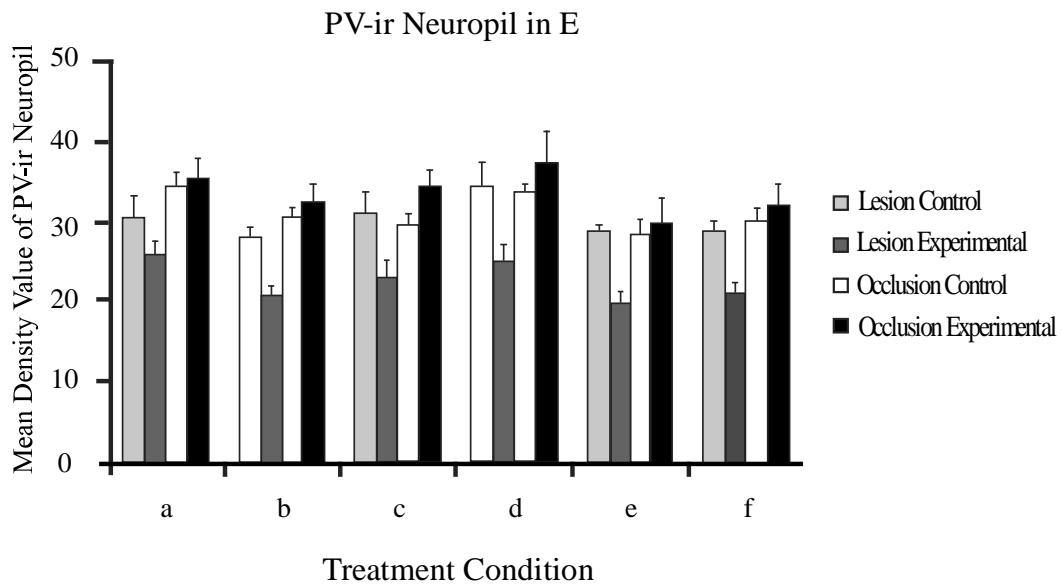 PV-ir Neuropil in E
Mean Density Value of PV-ir Neuropil
50
40
30
20
10
0
a b c d e f
Treatment Condition
Lesion Control
Lesion Experimental
Occlusion Control
Occlusion Experimental